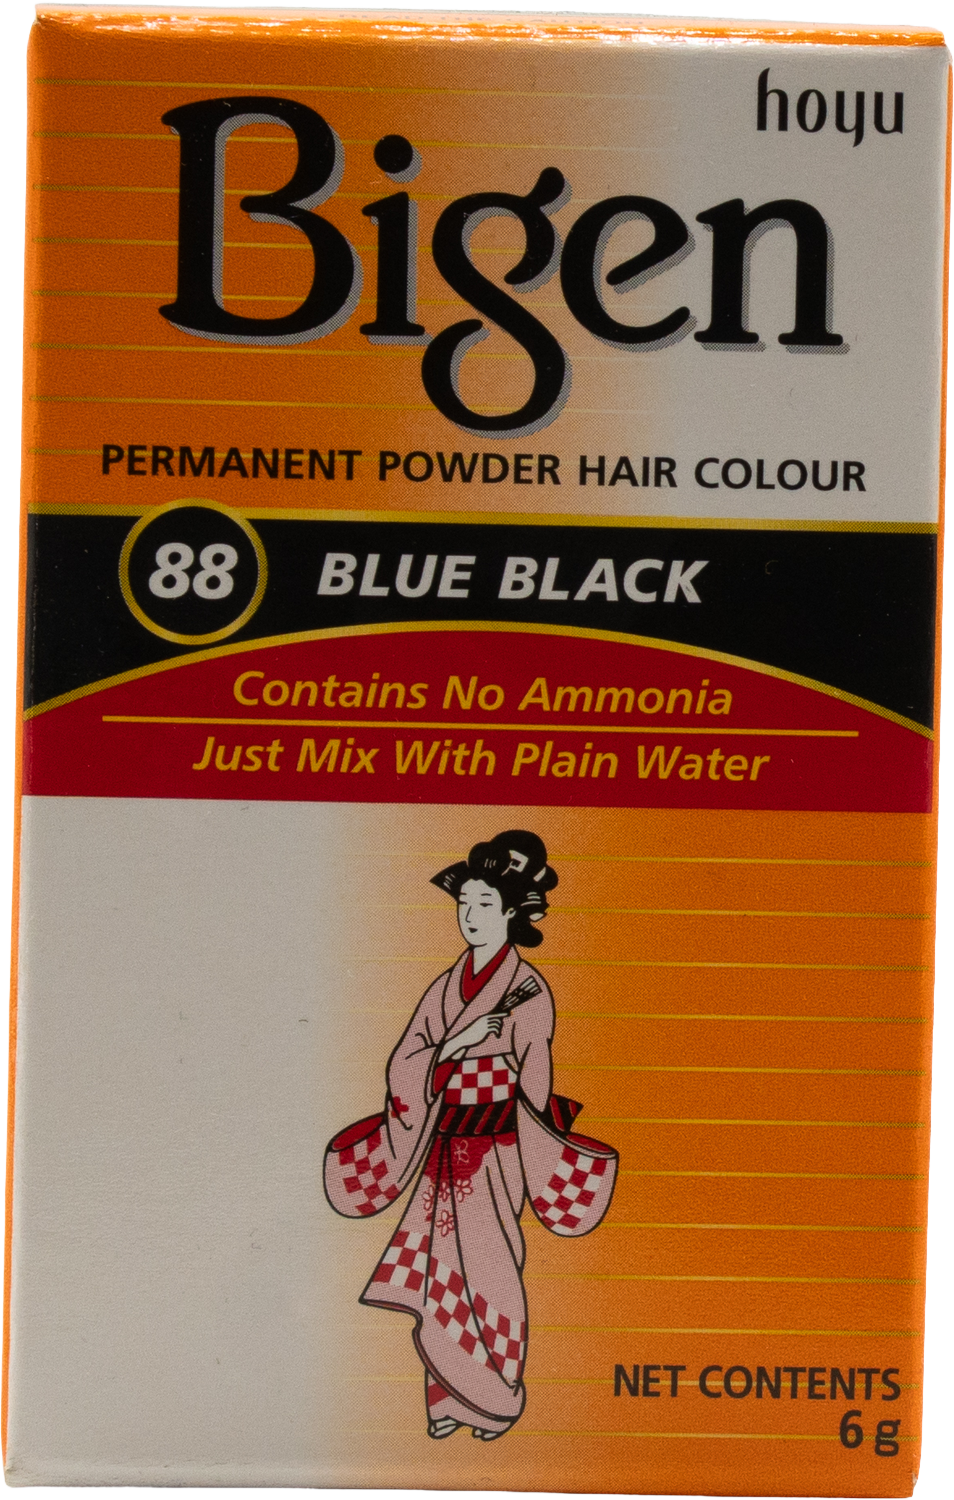 hoyu
Bigen
PERMANENT POWDER HAIR COLOUR
88 BLUE BLACK
Contains No Ammonia
Just Mix With Plain Water
NET CONTENTS
6 g